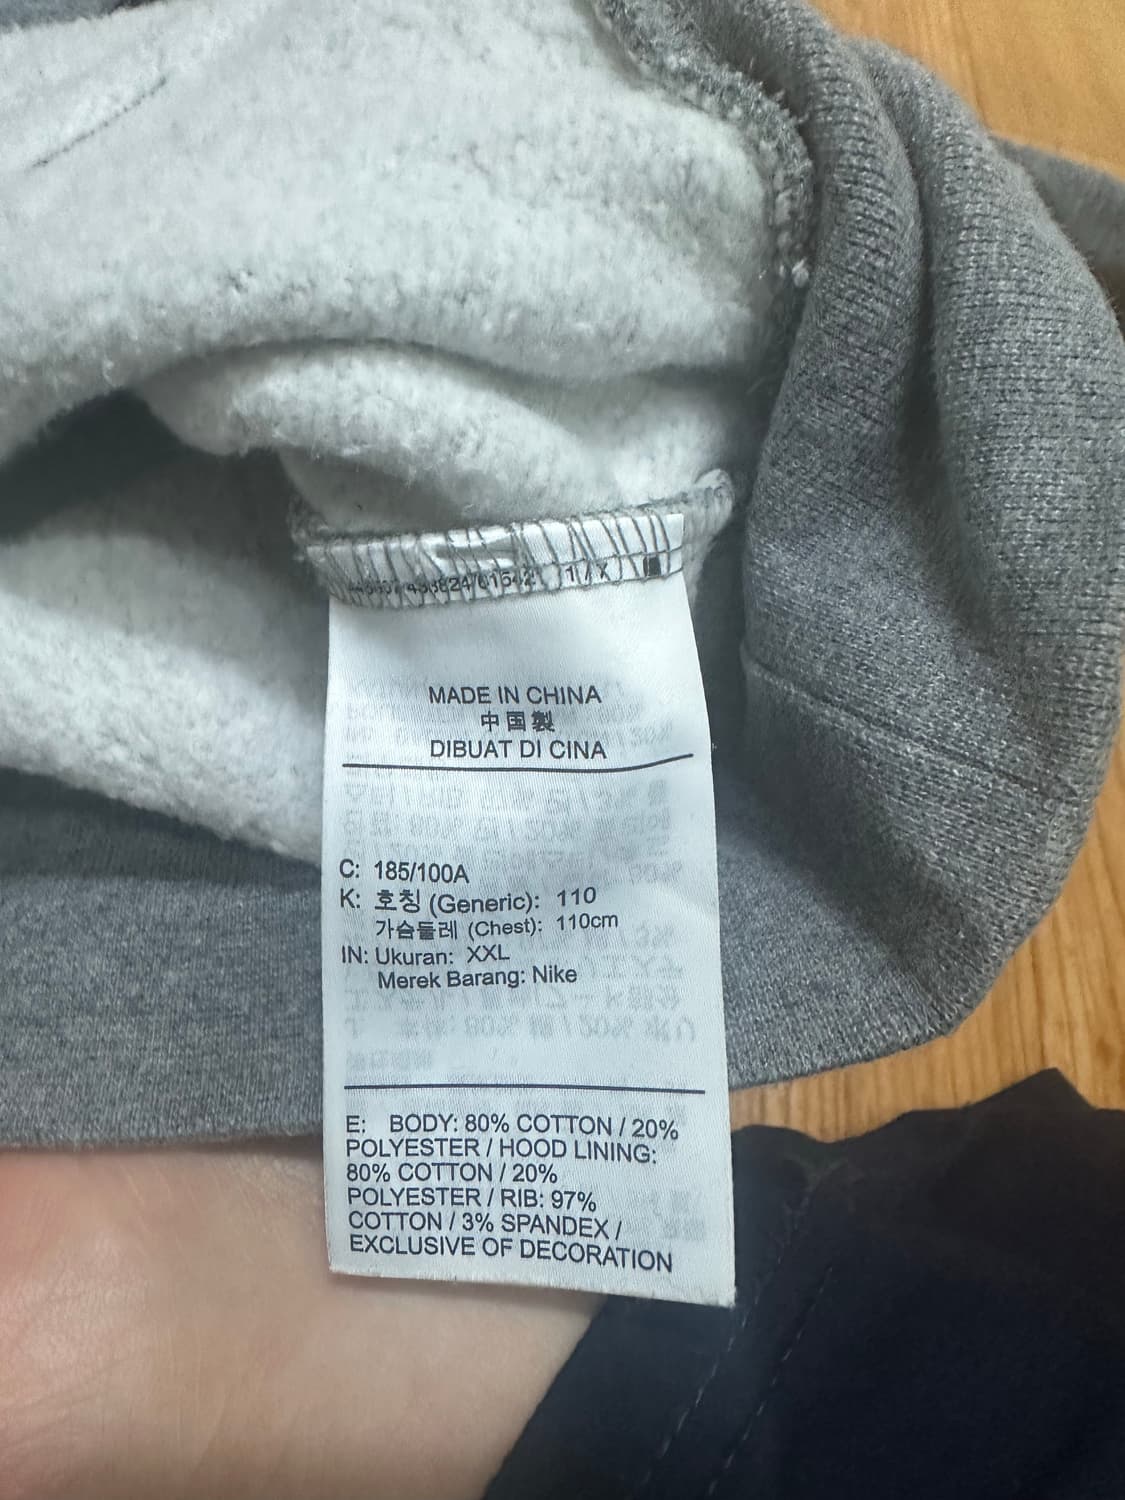 1 / X
MADE IN CHINA
中国製
DIBUAT DI CINA
C: 185/100A
K: 호칭 (Generic): 110
가슴둘레 (Chest): 110cm
IN: Ukuran: XXL
Merek Barang: Nike
E: BODY: 80% COTTON / 20%
POLYESTER / HOOD LINING:
80% COTTON / 20%
POLYESTER / RIB: 97%
COTTON / 3% SPANDEX /
EXCLUSIVE OF DECORATION